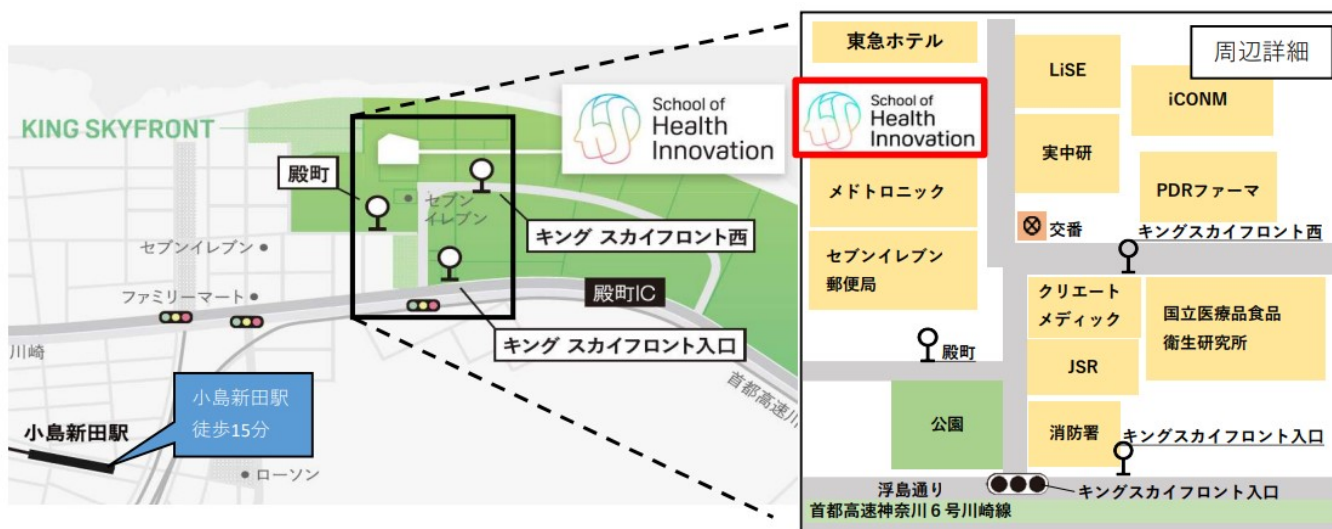 KING SKYFRONT
School of
Health
Innovation
殿町
セブン
イレブン
キング スカイフロント西
セブンイレブン
ファミリーマート
殿町IC
キング スカイフロント入口
川崎
首都高速川
小島新田駅
徒歩15分
小島新田駅
ローソン
周辺詳細
東急ホテル
School of
Health
Innovation
LiSE
iCONM
実中研
メドトロニック
PDRファーマ
交番
キングスカイフロント西
セブンイレブン
郵便局
クリエート
メディック
国立医療品食品
衛生研究所
殿町
JSR
公園
消防署
キングスカイフロント入口
浮島通り
キングスカイフロント入口
首都高速神奈川6号川崎線